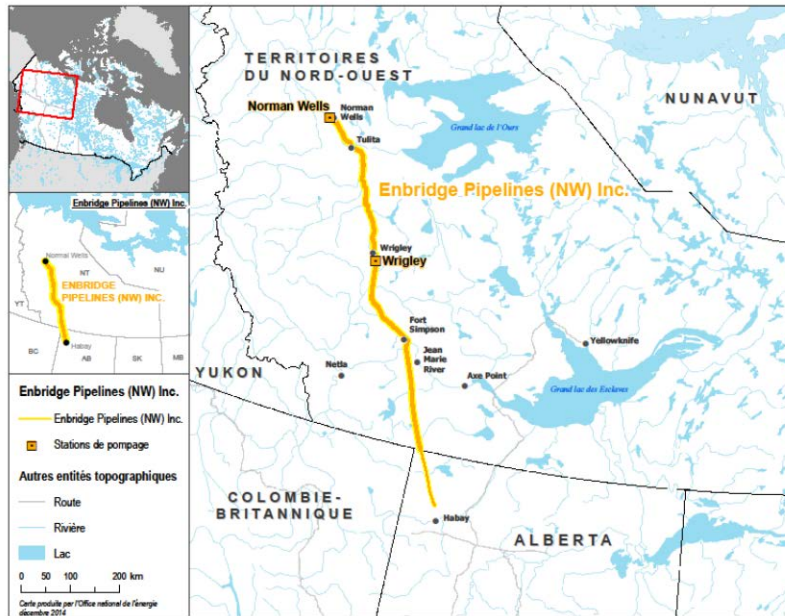 Enbridge Pipelines (NW) Inc.
Normal Wells
NT
NU
YT
ENBRIDGE
PIPELINES (NW) INC.
Habay
BC
AB
SK
MB
Enbridge Pipelines (NW) Inc.
Enbridge Pipelines (NW) Inc.
Stations de pompage
Autres entités topographiques
Route
Rivière
Lac
0 50 100 200 km
Carte produite par l'Office national de l'énergie
décembre 2014
TERRITOIRES
DU NORD-OUEST
NUNAVUT
Norman Wells
Norman
Wells
Grand lac de l'Ours
Tulita
Enbridge Pipelines (NW) Inc.
Wrigley
Wrigley
Fort
Simpson
Yellowknife
Jean
Marie
River
Netla
Axe Point
YUKON
Grand lac des Esclaves
COLOMBIE-
BRITANNIQUE
Habay
ALBERTA